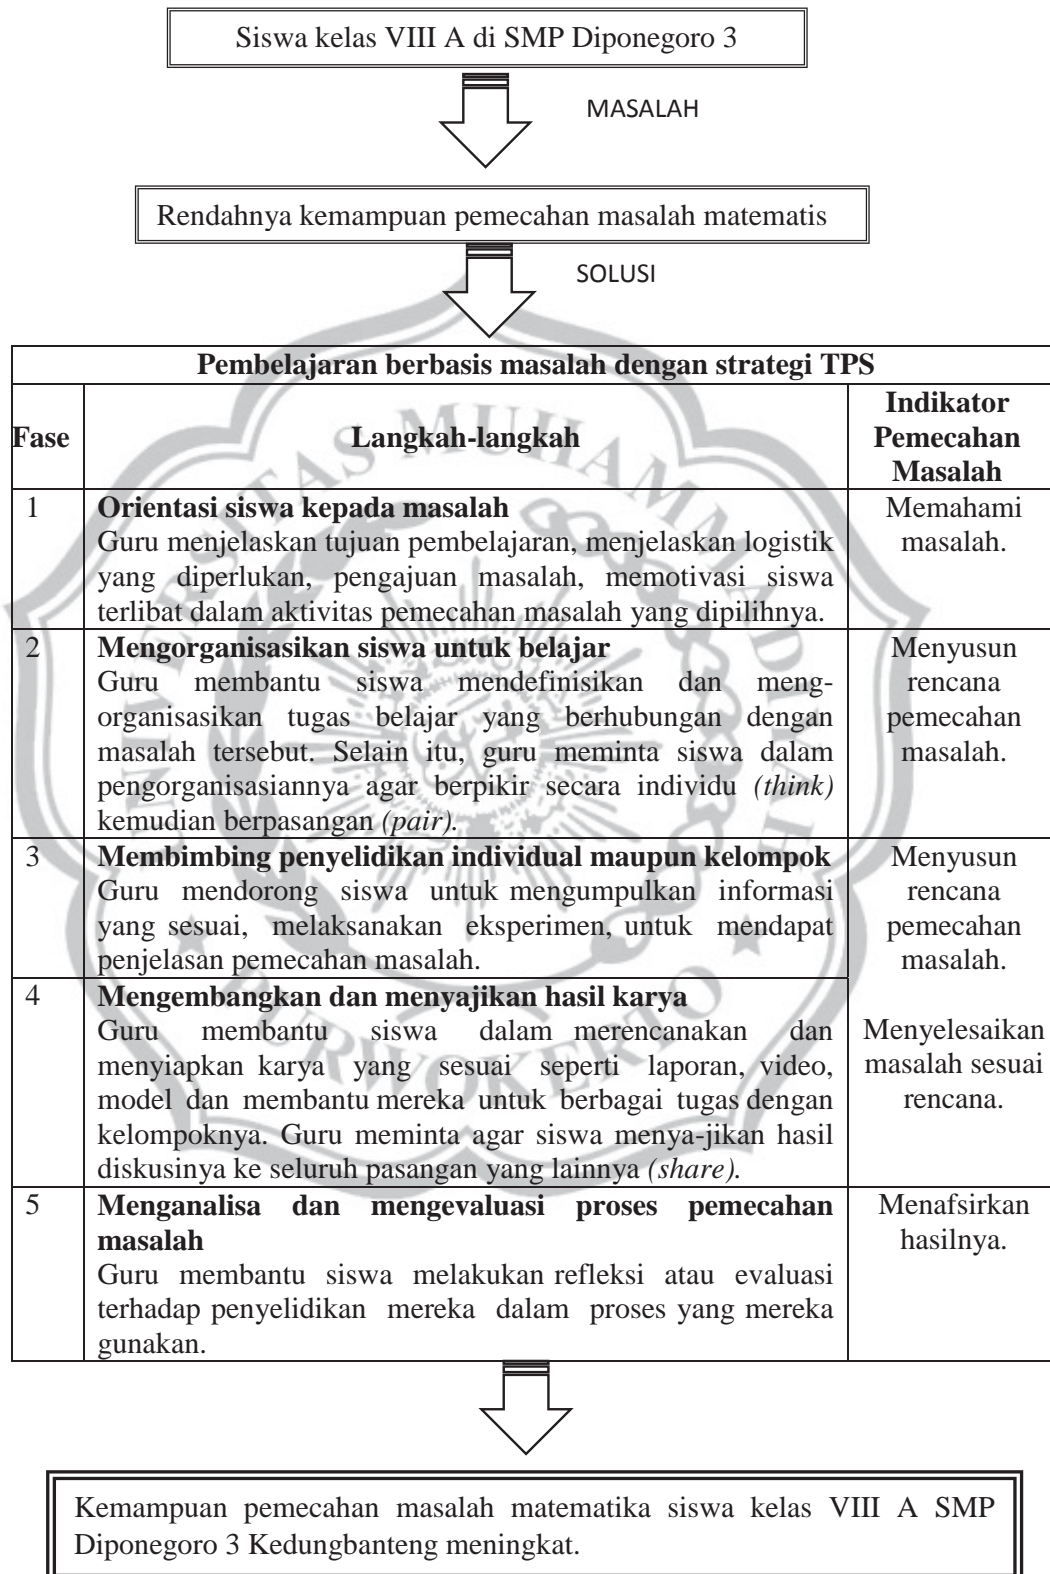 Siswa kelas VIII A di SMP Diponegoro 3
MASALAH
Rendahnya kemampuan pemecahan masalah matematis
SOLUSI
Pembelajaran berbasis masalah dengan strategi TPS
Fase
Langkah-langkah
Indikator
Pemecahan
Masalah
1
Orientasi siswa kepada masalah
Guru menjelaskan tujuan pembelajaran, menjelaskan logistik
yang diperlukan, pengajuan masalah, memotivasi siswa
terlibat dalam aktivitas pemecahan masalah yang dipilihnya.
Memahami
masalah.
2
Mengorganisasikan siswa untuk belajar
Guru membantu siswa mendefinisikan dan meng-
organisasikan tugas belajar yang berhubungan dengan
masalah tersebut. Selain itu, guru meminta siswa dalam
pengorganisasiannya agar berpikir secara individu (think)
kemudian berpasangan (pair).
Menyusun
rencana
pemecahan
masalah.
3
Membimbing penyelidikan individual maupun kelompok
Guru mendorong siswa untuk mengumpulkan informasi
yang sesuai, melaksanakan eksperimen, untuk mendapat
penjelasan pemecahan masalah.
Menyusun
rencana
pemecahan
masalah.
4
Mengembangkan dan menyajikan hasil karya
Guru membantu siswa dalam merencanakan dan
menyiapkan karya yang sesuai seperti laporan, video,
model dan membantu mereka untuk berbagai tugas dengan
kelompoknya. Guru meminta agar siswa menya-jikan hasil
diskusinya ke seluruh pasangan yang lainnya (share).
Menyelesaikan
masalah sesuai
rencana.
5
Menganalisa dan mengevaluasi proses pemecahan
masalah
Guru membantu siswa melakukan refleksi atau evaluasi
terhadap penyelidikan mereka dalam proses yang mereka
gunakan.
Menafsirkan
hasilnya.
Kemampuan pemecahan masalah matematika siswa kelas VIII A SMP
Diponegoro 3 Kedungbanteng meningkat.
UNIVERSITAS MUHAMMADIYAH
PURWOKERTO